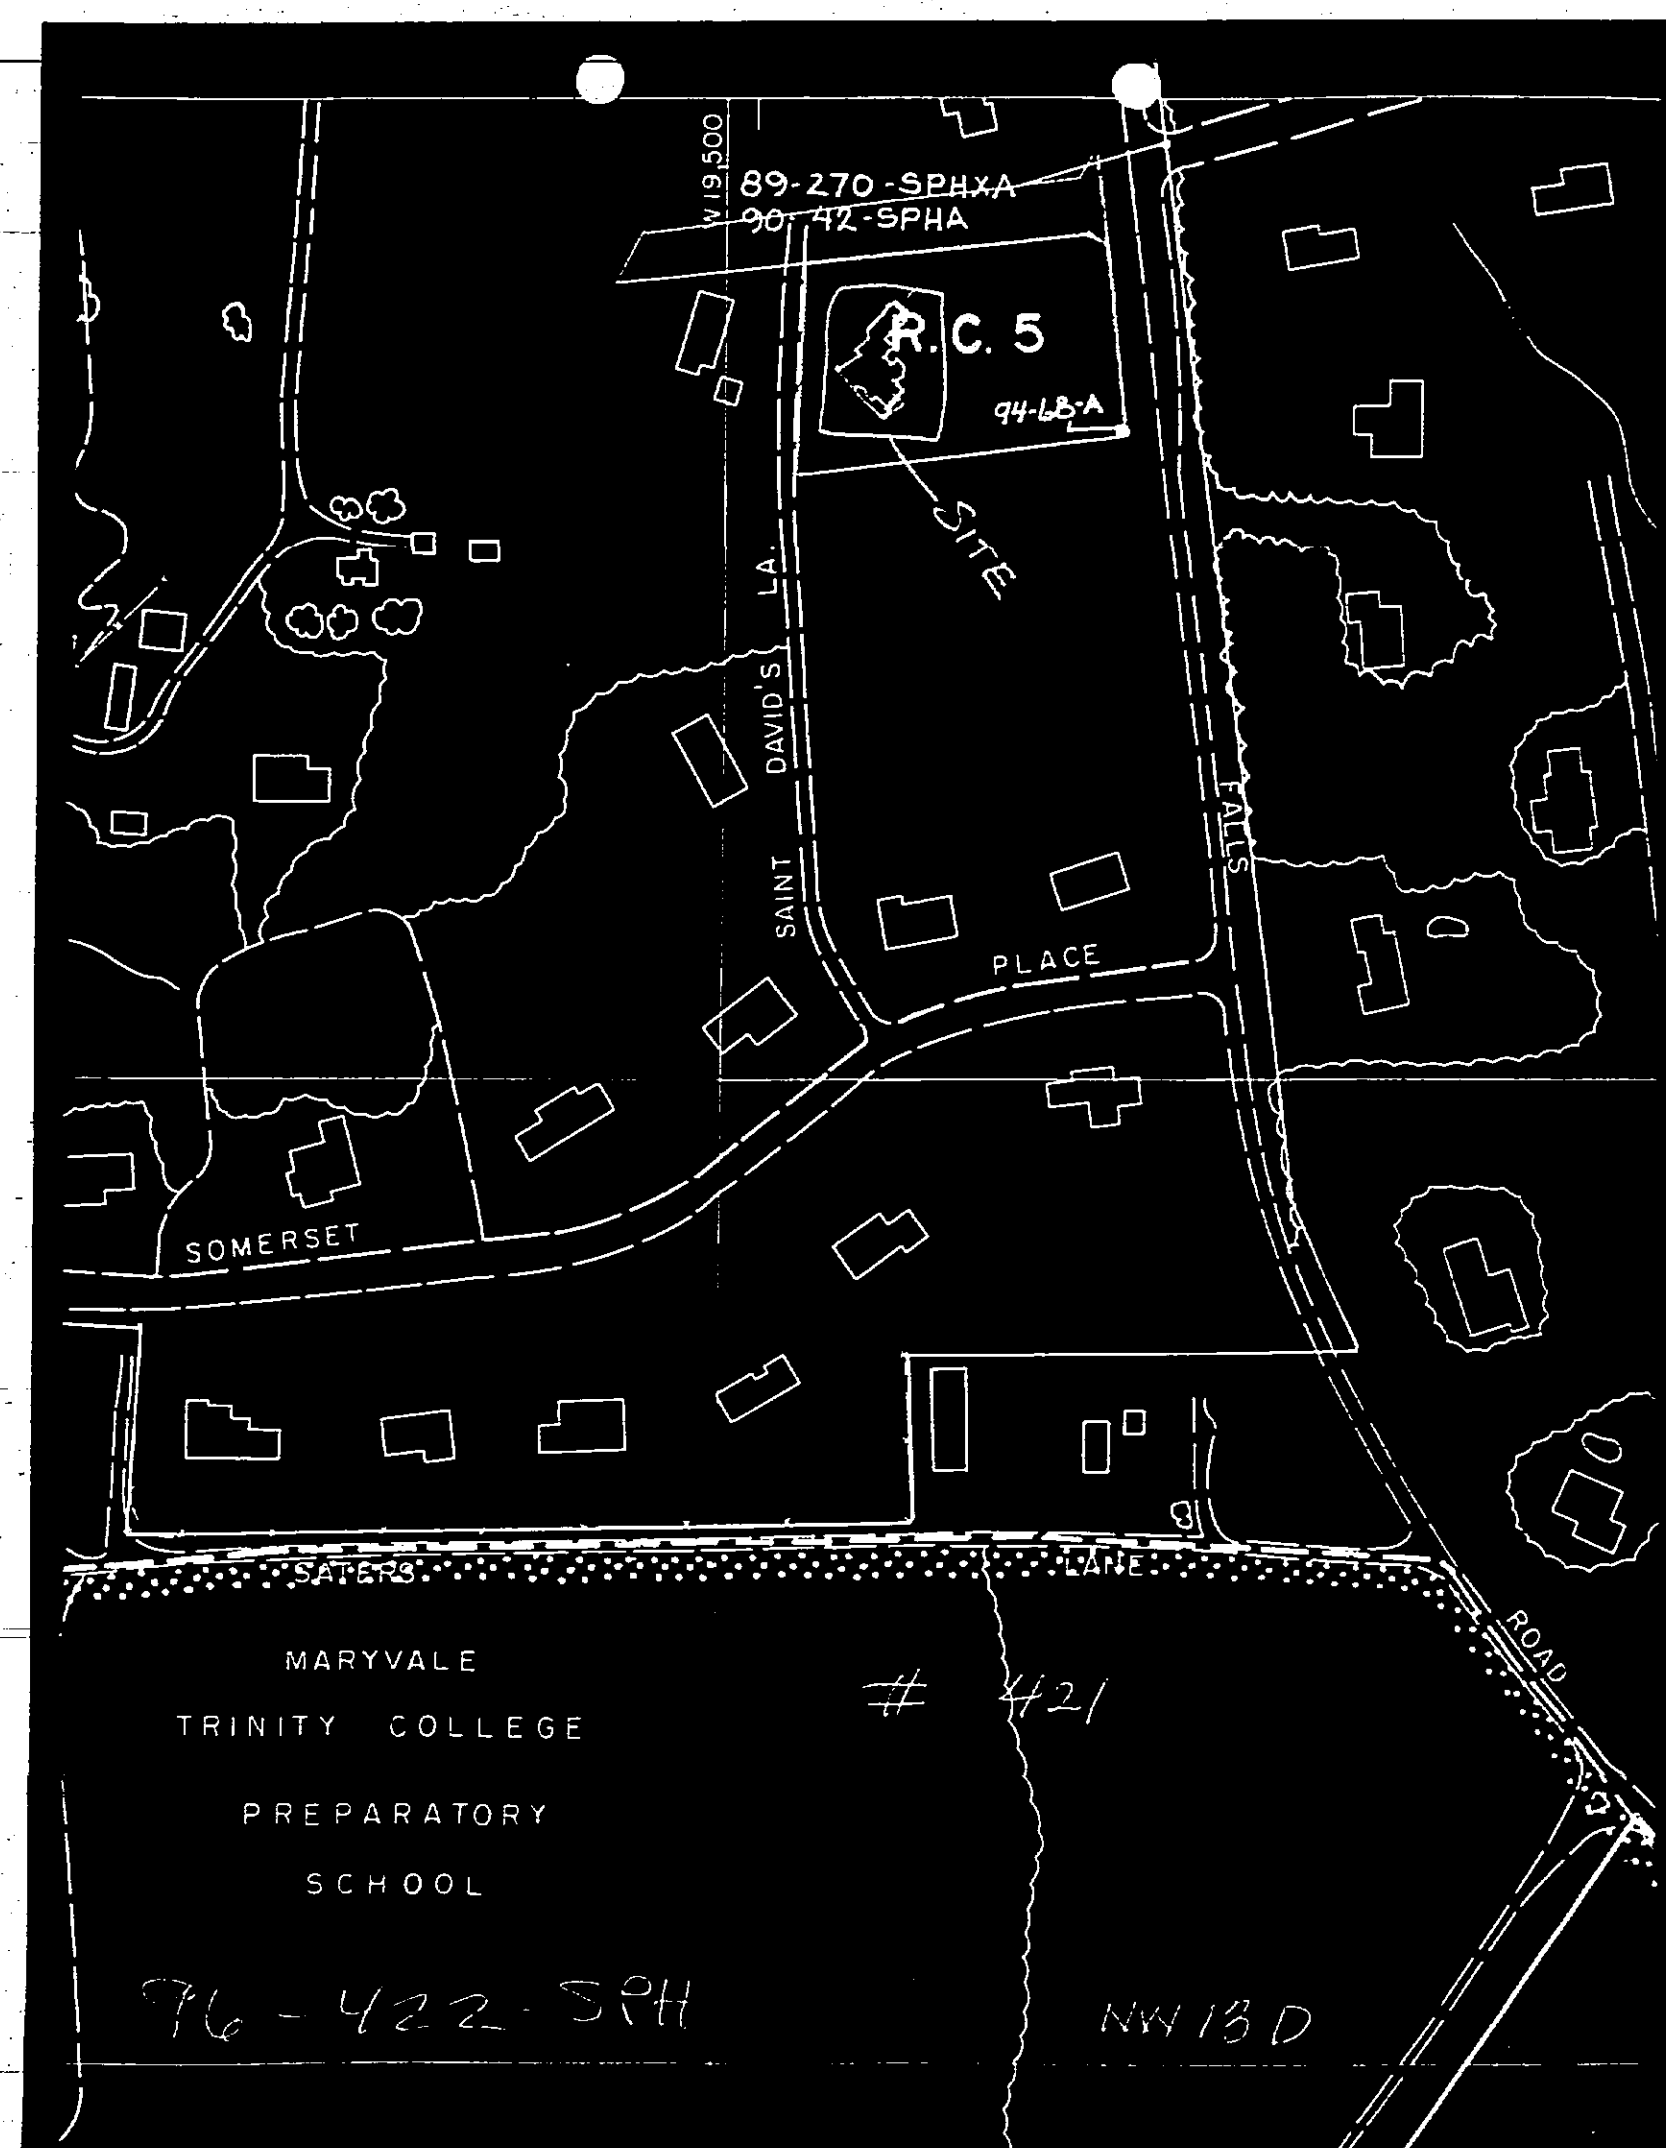 W 19,500
89-270-SPHXA
90-42-SPHA
R.C. 5
94-68-A
SITE
SAINT DAVID'S LA.
FALLS ROAD
SOMERSET PLACE
SATERS LANE
MARYVALE
TRINITY COLLEGE
PREPARATORY
SCHOOL
# 421
96-422-SPH
NW 13 D